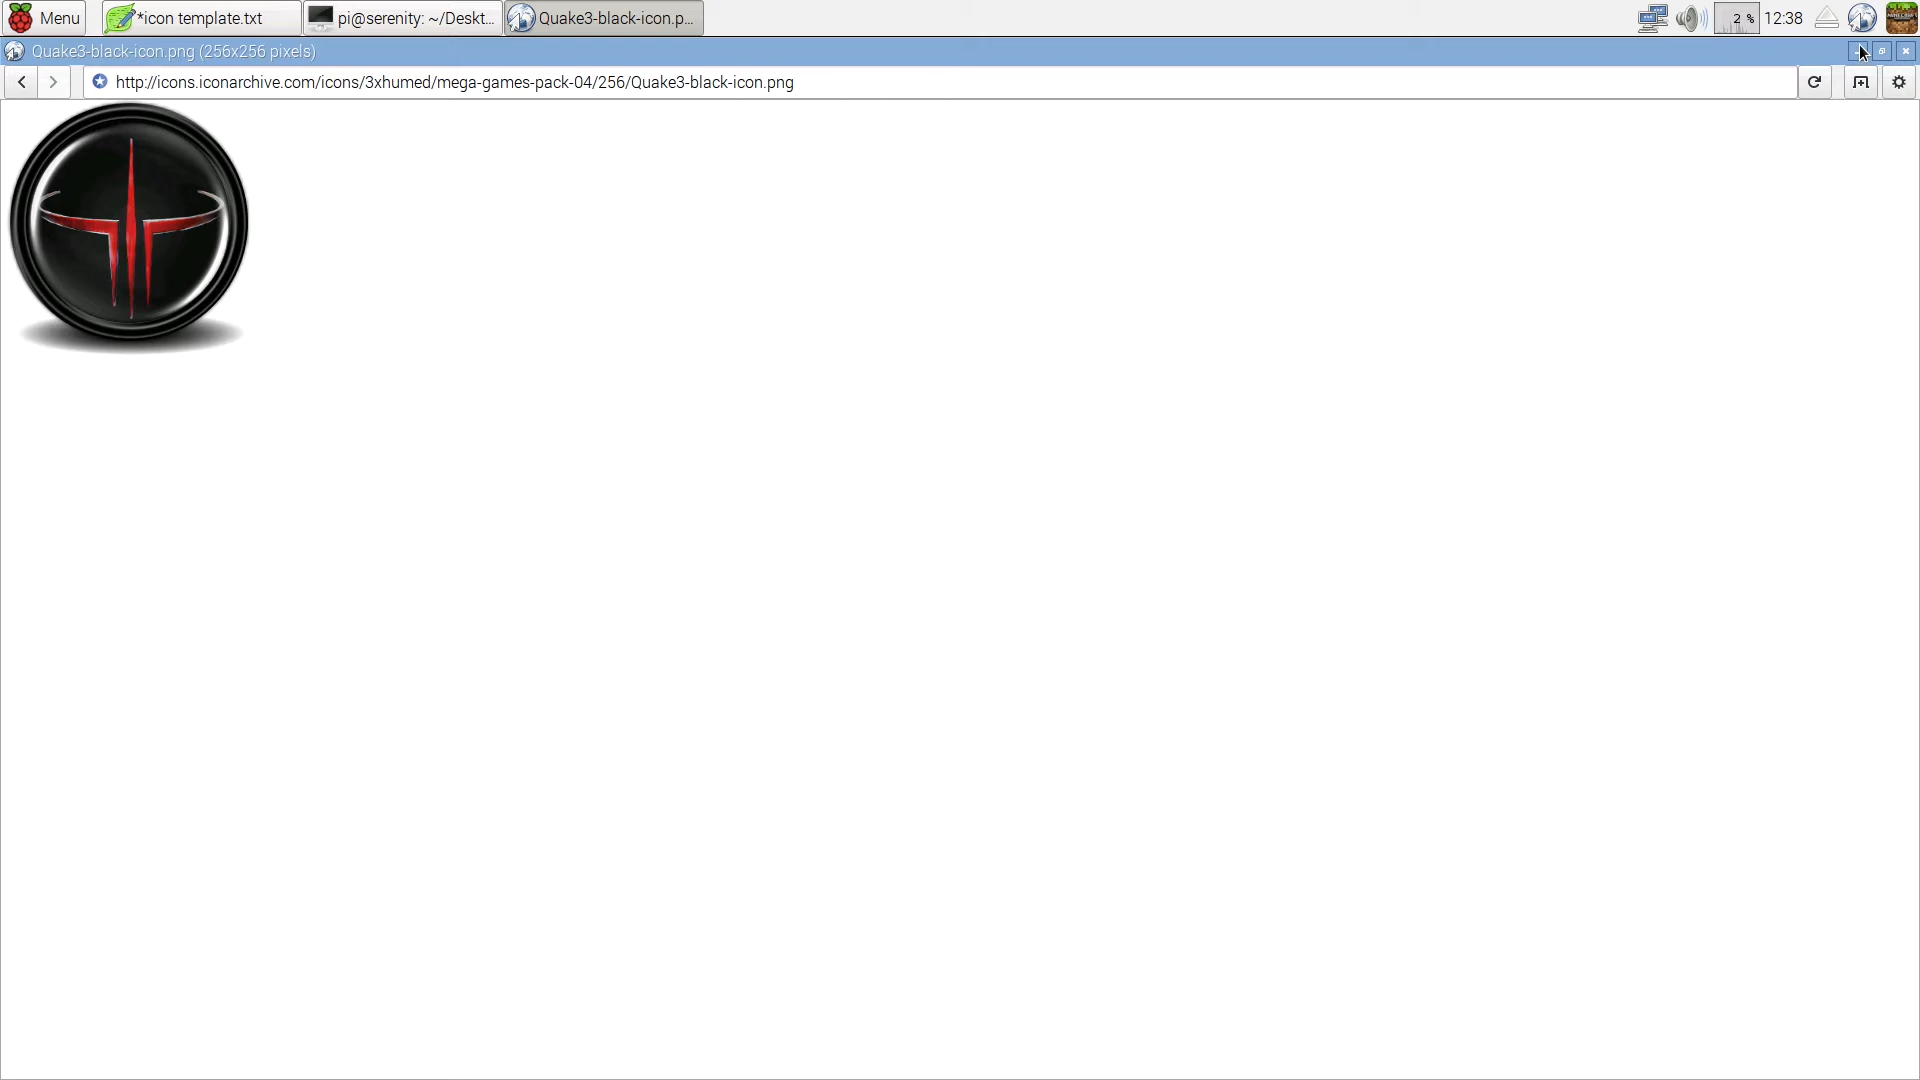 Menu *icon template.txt pi@serenity: ~/Deskt... Quake3-black-icon.p... 2 % 12:38
Quake3-black-icon.png (256x256 pixels)
http://icons.iconarchive.com/icons/3xhumed/mega-games-pack-04/256/Quake3-black-icon.png